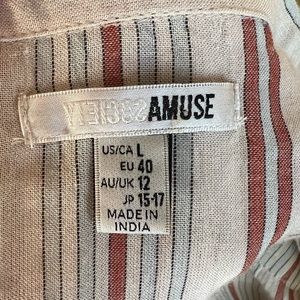 AMUSE
US/CA L
EU 40
AU/UK 12
JP 15-17
MADE IN
INDIA